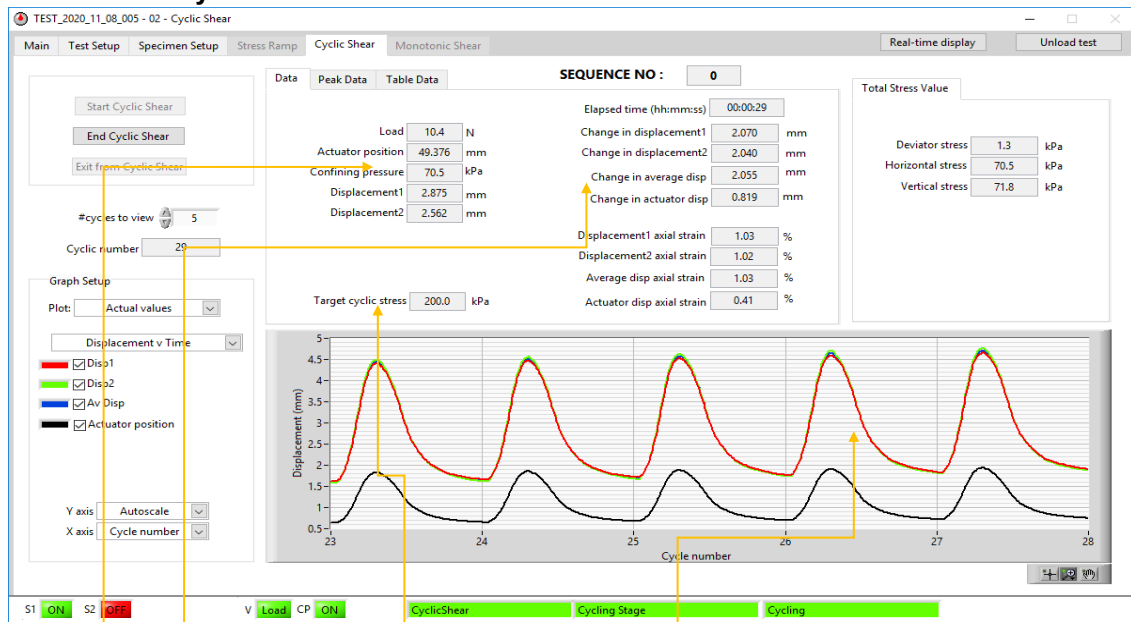 TEST_2020_11_08_005 - 02 - Cyclic Shear
Main Test Setup Specimen Setup Stress Ramp Cyclic Shear Monotonic Shear Real-time display Unload test
Start Cyclic Shear
End Cyclic Shear
Exit from Cyclic Shear
#cycles to view 5
Cyclic number 29
Graph Setup
Plot: Actual values
Displacement v Time
Disp1
Disp2
Av Disp
Actuator position
Y axis Autoscale
X axis Cycle number
Data Peak Data Table Data
SEQUENCE NO : 0
Load 10.4 N
Actuator position 49.376 mm
Confining pressure 70.5 kPa
Displacement1 2.875 mm
Displacement2 2.562 mm
Target cyclic stress 200.0 kPa
Elapsed time (hh:mm:ss) 00:00:29
Change in displacement1 2.070 mm
Change in displacement2 2.040 mm
Change in average disp 2.055 mm
Change in actuator disp 0.819 mm
Displacement1 axial strain 1.03 %
Displacement2 axial strain 1.02 %
Average disp axial strain 1.03 %
Actuator disp axial strain 0.41 %
Total Stress Value
Deviator stress 1.3 kPa
Horizontal stress 70.5 kPa
Vertical stress 71.8 kPa
Displacement (mm)
5
4.5
4
3.5
3
2.5
2
1.5
1
0.5
23 24 25 26 27 28
Cycle number
S1 ON S2 OFF V Load CP ON CyclicShear Cycling Stage Cycling